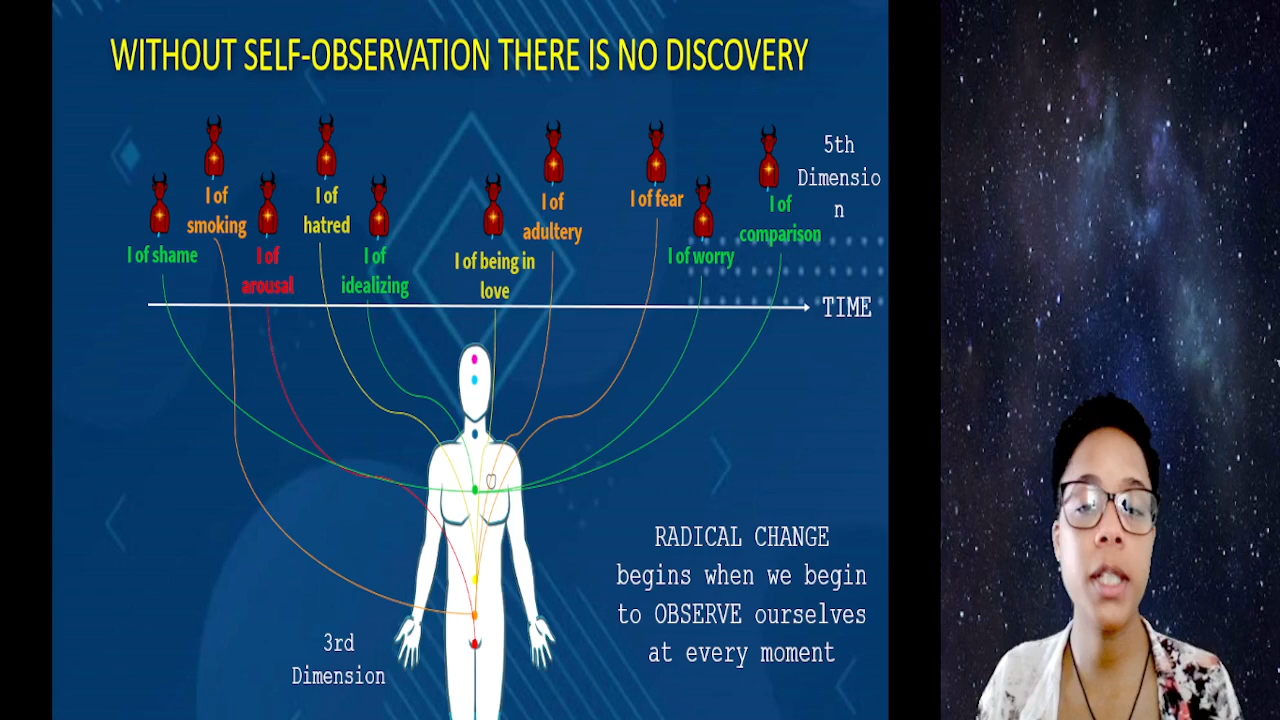 WITHOUT SELF-OBSERVATION THERE IS NO DISCOVERY
I of
smoking
I of
hatred
I of
adultery
I of fear
I of
comparison
5th
Dimensio
n
I of shame
I of
arousal
I of
idealizing
I of being in
love
I of worry
TIME
RADICAL CHANGE
begins when we begin
to OBSERVE ourselves
at every moment
3rd
Dimension